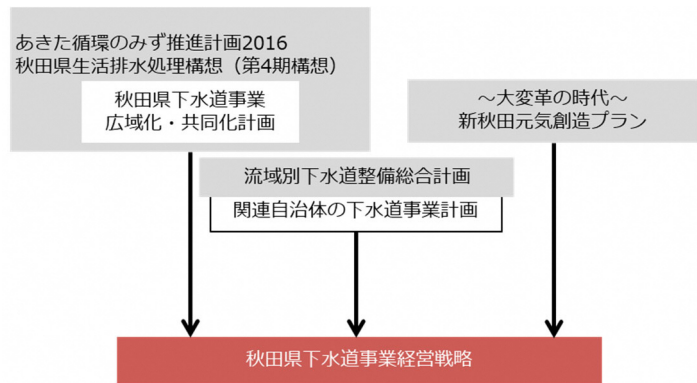 あきた循環のみず推進計画2016
秋田県生活排水処理構想（第4期構想）
秋田県下水道事業
広域化・共同化計画
～大変革の時代～
新秋田元気創造プラン
流域別下水道整備総合計画
関連自治体の下水道事業計画
秋田県下水道事業経営戦略